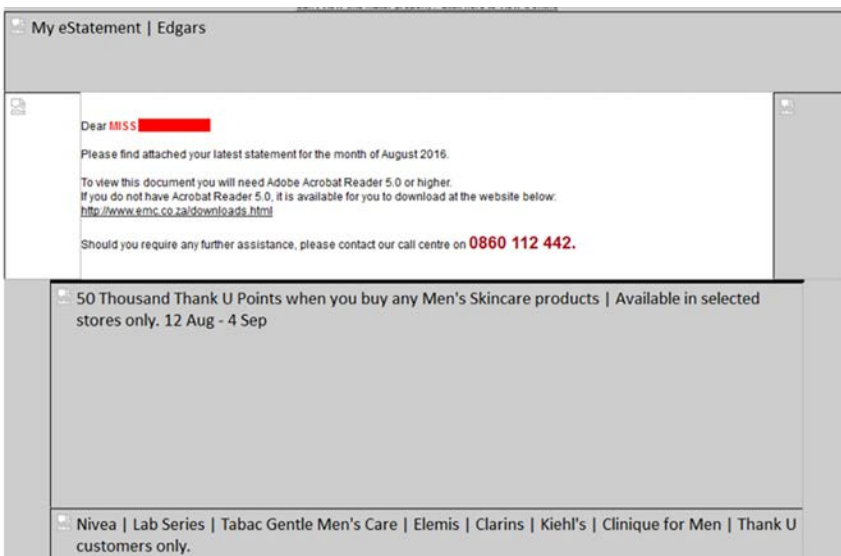 My eStatement | Edgars
Dear MISS
Please find attached your latest statement for the month of August 2016.
To view this document you will need Adobe Acrobat Reader 5.0 or higher.
If you do not have Acrobat Reader 5.0, it is available for you to download at the website below:
http://www.emc.co.za/downloads.html
Should you require any further assistance, please contact our call centre on 0860 112 442.
50 Thousand Thank U Points when you buy any Men's Skincare products | Available in selected
stores only. 12 Aug - 4 Sep
Nivea | Lab Series | Tabac Gentle Men's Care | Elemis | Clarins | Kiehl's | Clinique for Men | Thank U
customers only.